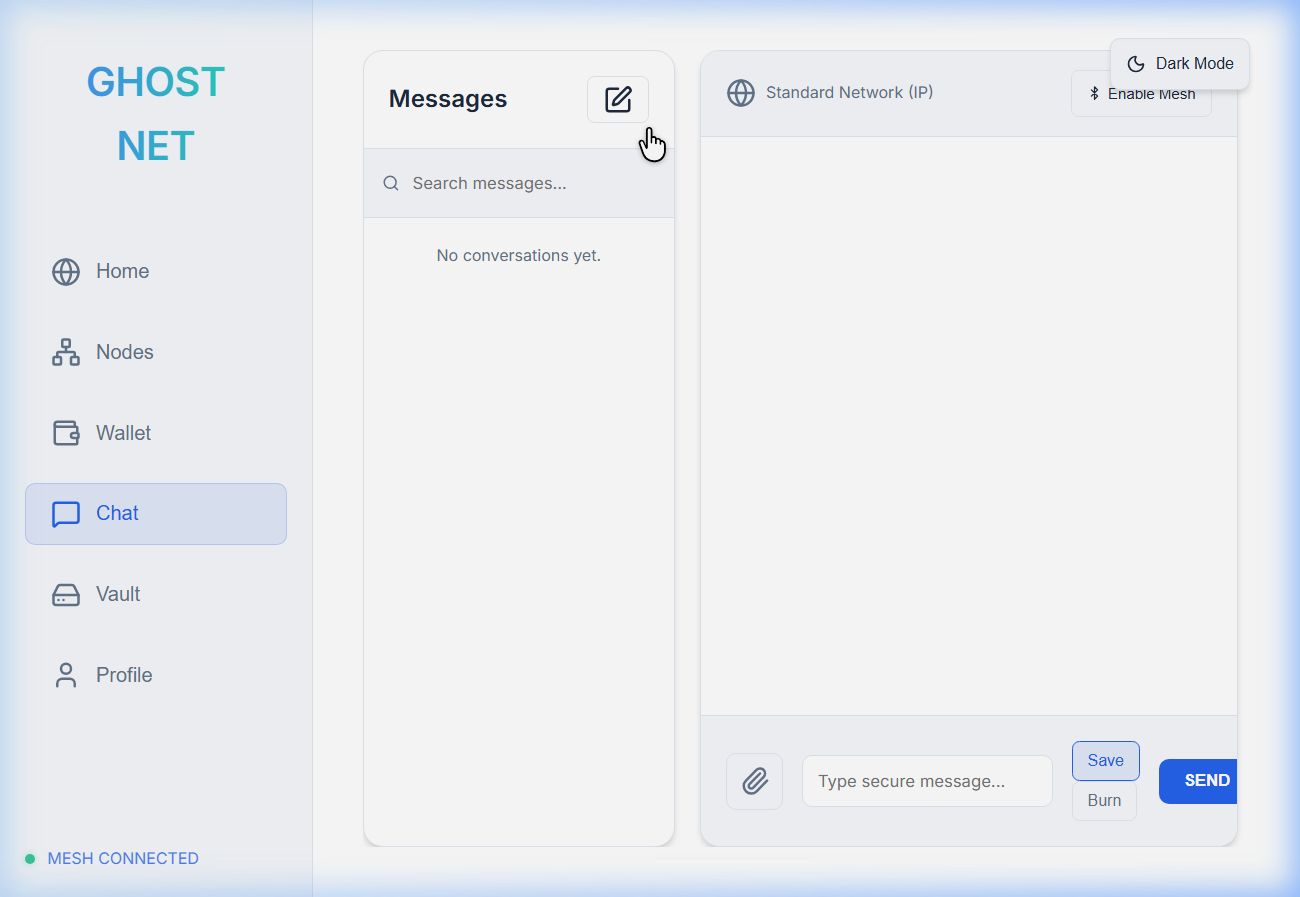 GHOST
NET
Home
Nodes
Wallet
Chat
Vault
Profile
MESH CONNECTED
Messages
Search messages...
No conversations yet.
Standard Network (IP)
Dark Mode
Enable Mesh
Type secure message...
Save
Burn
SEND